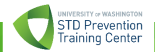 UNIVERSITY of WASHINGTON
STD Prevention
Training Center